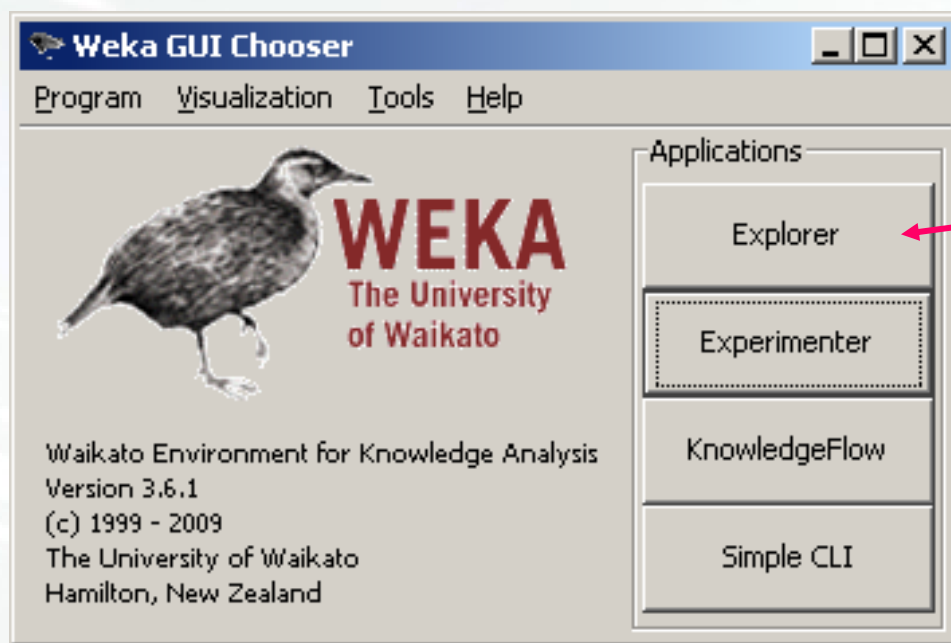 Weka GUI Chooser
Program Visualization Tools Help
WEKA
The University
of Waikato
Waikato Environment for Knowledge Analysis
Version 3.6.1
(c) 1999 - 2009
The University of Waikato
Hamilton, New Zealand
Applications
Explorer
Experimenter
KnowledgeFlow
Simple CLI